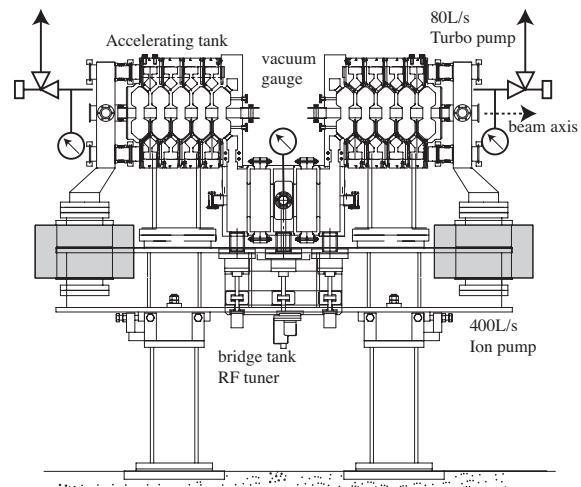 80L/s
Turbo pump
Accelerating tank
vacuum
gauge
beam axis
400L/s
Ion pump
bridge tank
RF tuner